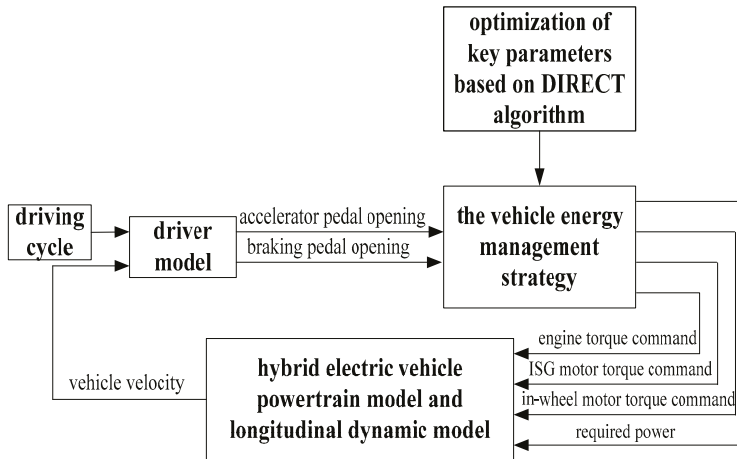 optimization of
key parameters
based on DIRECT
algorithm
driving
cycle
driver
model
accelerator pedal opening
braking pedal opening
the vehicle energy
management
strategy
engine torque command
ISG motor torque command
in-wheel motor torque command
required power
hybrid electric vehicle
powertrain model and
longitudinal dynamic model
vehicle velocity